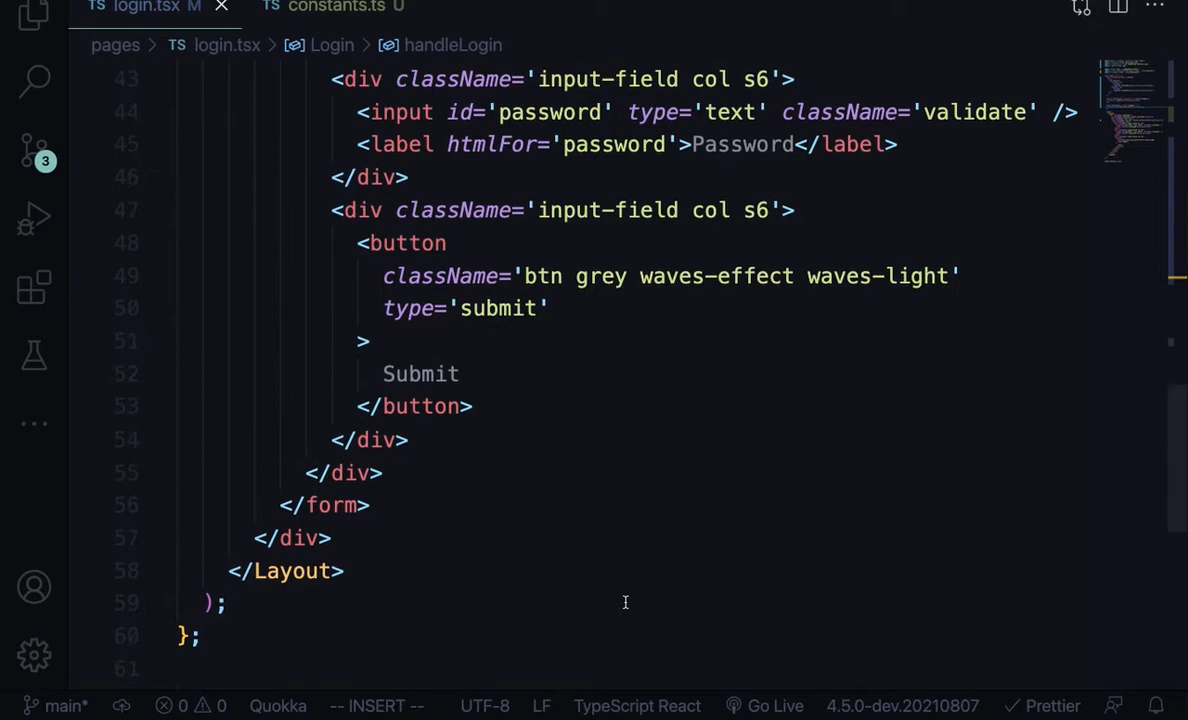 TS login.tsx M TS constants.ts U
pages > TS login.tsx > Login > handleLogin
43 <div className='input-field col s6'>
44 <input id='password' type='text' className='validate' />
45 <label htmlFor='password'>Password</label>
46 </div>
47 <div className='input-field col s6'>
48 <button
49 className='btn grey waves-effect waves-light'
50 type='submit'
51 >
52 Submit
53 </button>
54 </div>
55 </div>
56 </form>
57 </div>
58 </Layout>
59 );
60 };
61
3
main* 0 0 Quokka -- INSERT -- UTF-8 LF TypeScript React Go Live 4.5.0-dev.20210807 Prettier